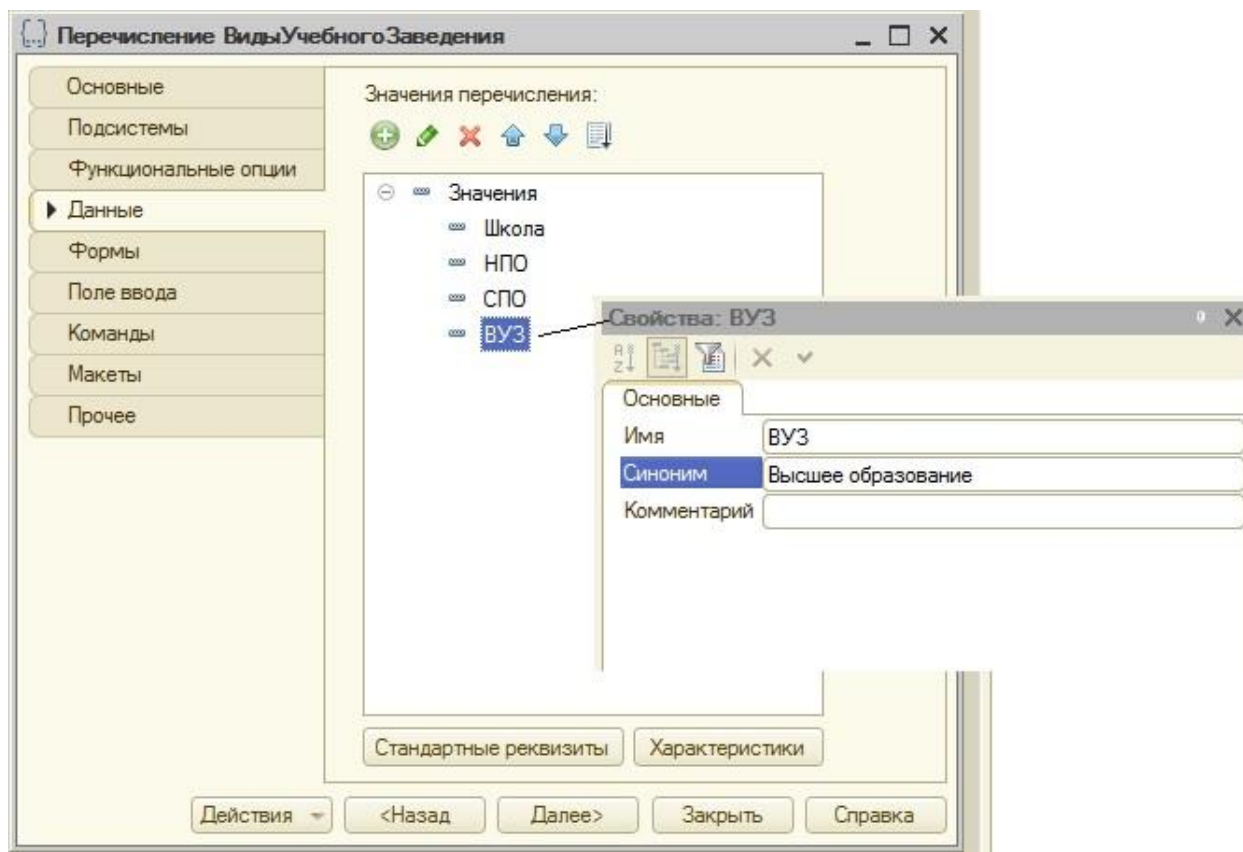 Перечисление ВидыУчебногоЗаведения
Основные
Подсистемы
Функциональные опции
Данные
Формы
Поле ввода
Команды
Макеты
Прочее
Значения перечисления:
Значения
Школа
НПО
СПО
ВУЗ
Свойства: ВУЗ
Основные
Имя ВУЗ
Синоним Высшее образование
Комментарий
Стандартные реквизиты Характеристики
Действия <Назад Далее> Закрыть Справка